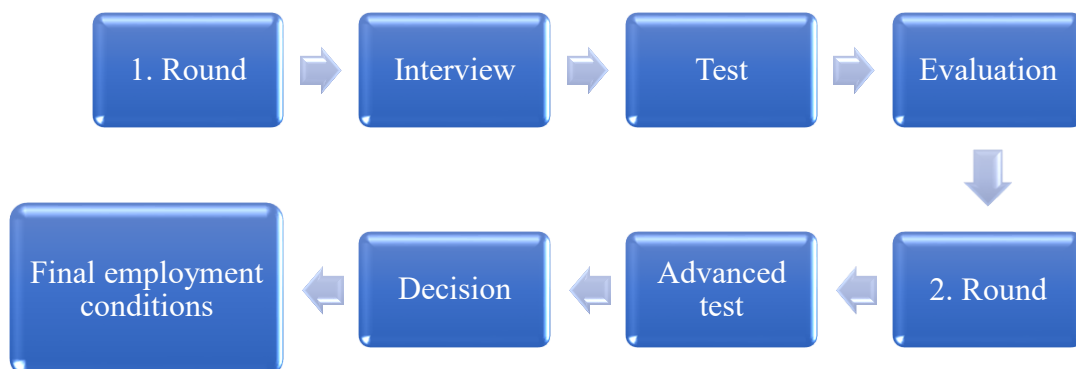 1. Round
Interview
Test
Evaluation
2. Round
Advanced
test
Decision
Final employment
conditions